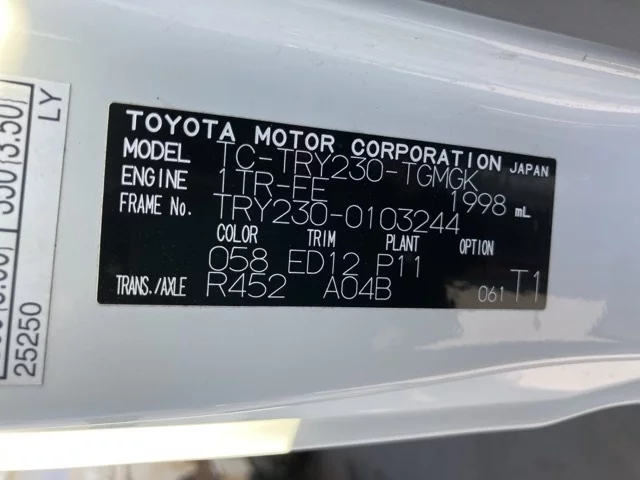 TOYOTA MOTOR CORPORATION JAPAN
MODEL TC-TRY230-TGMGK
ENGINE 1TR-FE 1998 mL
FRAME No. TRY230-0103244
COLOR TRIM PLANT OPTION
058 ED12 P11
TRANS./AXLE R452 A04B 061 T1
LY
25250